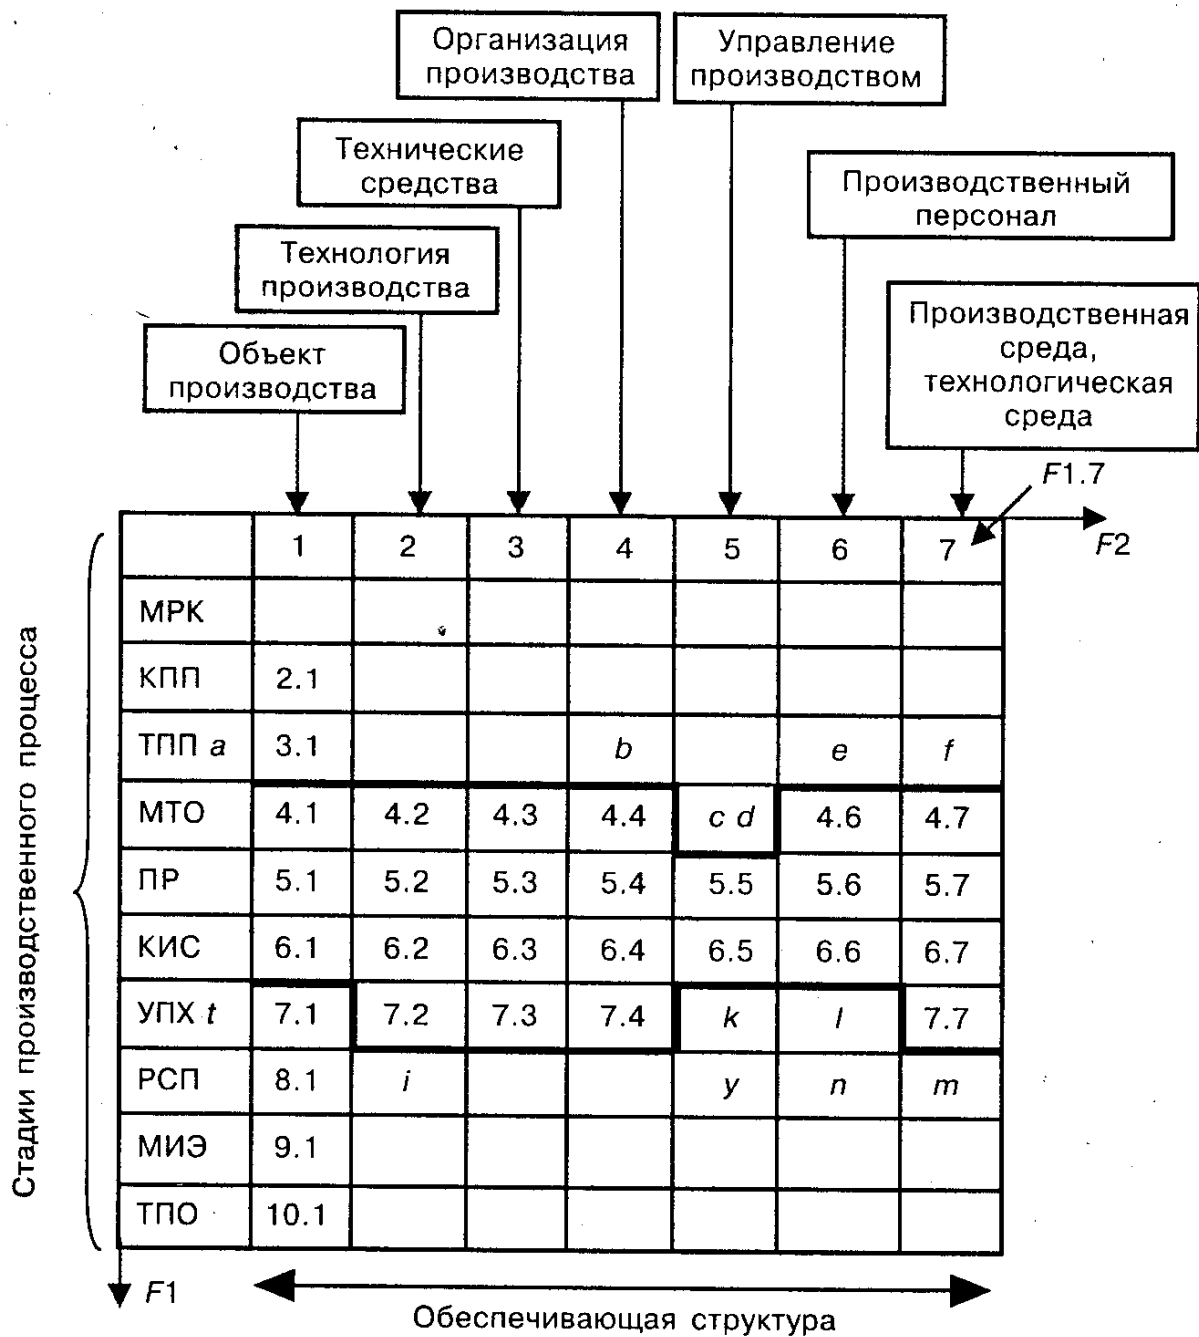 Организация
производства
Управление
производством
Технические
средства
Производственный
персонал
Технология
производства
Производственная
среда,
технологическая
среда
Объект
производства
F1.7
F2
1 2 3 4 5 6 7
МРК
КПП 2.1
ТПП a 3.1 b e f
МТО 4.1 4.2 4.3 4.4 c d 4.6 4.7
ПР 5.1 5.2 5.3 5.4 5.5 5.6 5.7
КИС 6.1 6.2 6.3 6.4 6.5 6.6 6.7
УПХ t 7.1 7.2 7.3 7.4 k l 7.7
РСП 8.1 i y n m
МИЭ 9.1
ТПО 10.1
Стадии производственного процесса
F1
Обеспечивающая структура